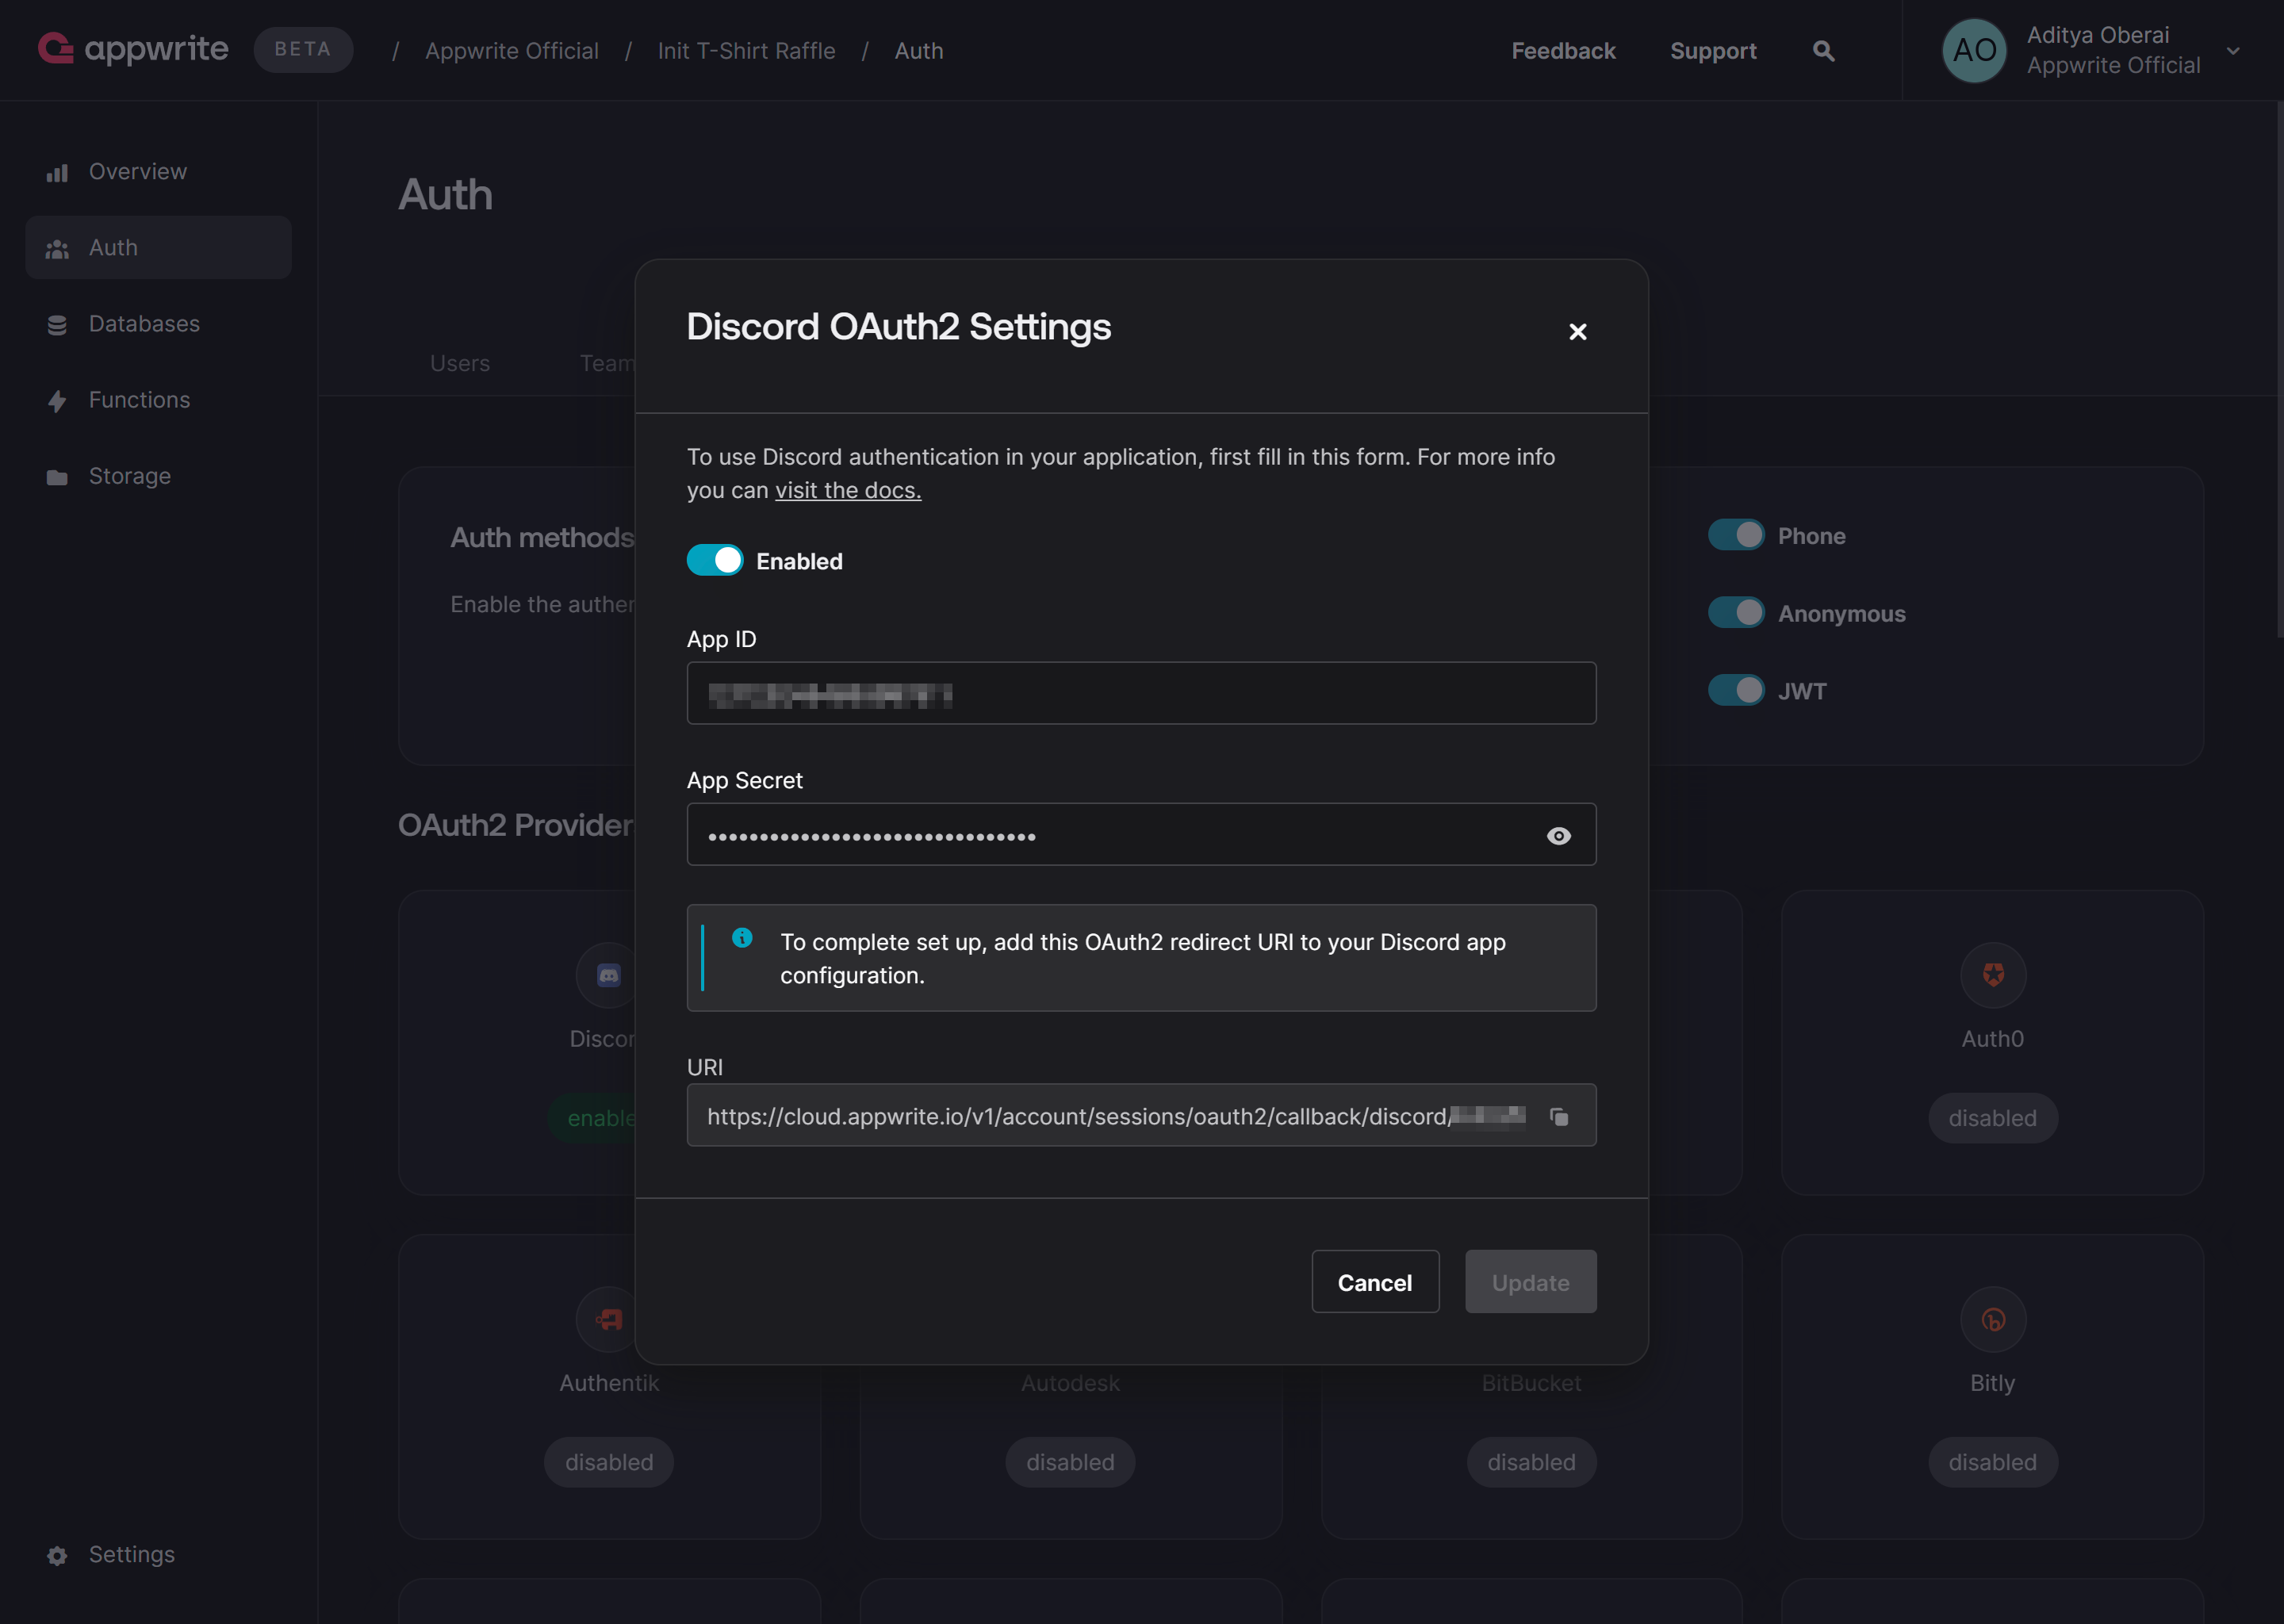 appwrite BETA / Appwrite Official / Init T-Shirt Raffle / Auth
Feedback Support
AO Aditya Oberai
Appwrite Official
Overview
Auth
Databases
Functions
Storage
Settings
Auth
Users Team
Auth methods
Enable the authen
Phone
Anonymous
JWT
OAuth2 Provider
Discor
enable
Auth0
disabled
Authentik
disabled
Autodesk
disabled
BitBucket
disabled
Bitly
disabled
Discord OAuth2 Settings
To use Discord authentication in your application, first fill in this form. For more info
you can visit the docs.
Enabled
App ID
App Secret
••••••••••••••••••••••••••••••••
To complete set up, add this OAuth2 redirect URI to your Discord app
configuration.
URI
https://cloud.appwrite.io/v1/account/sessions/oauth2/callback/discord/
Cancel Update